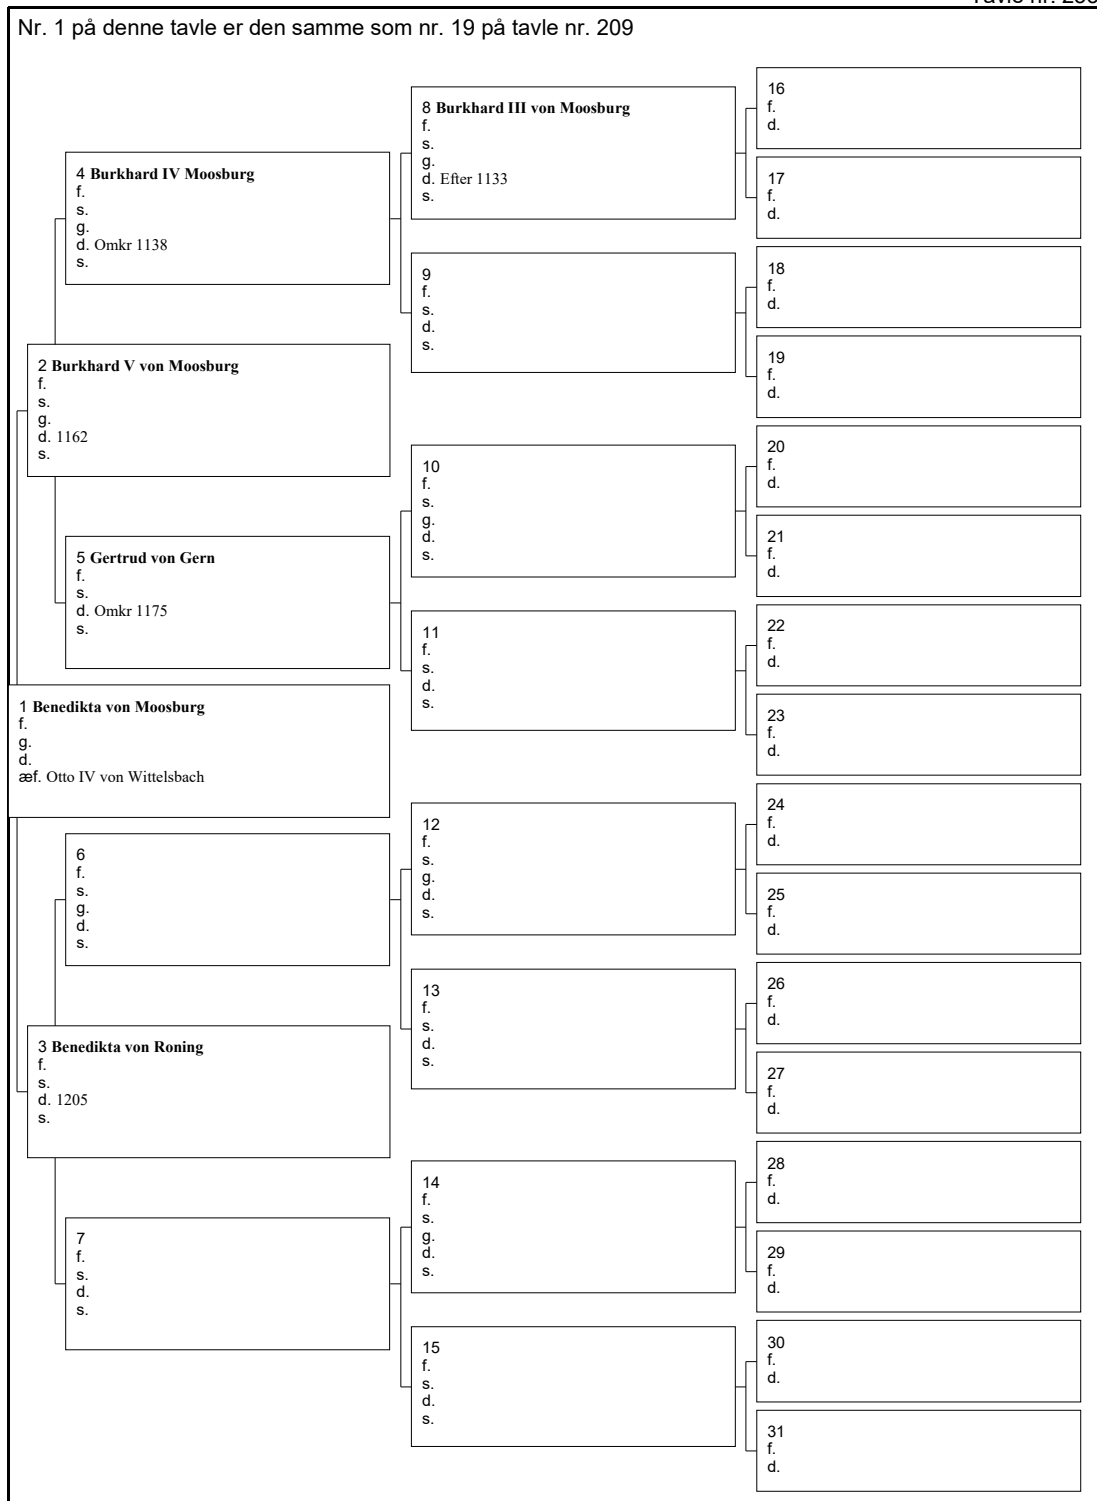 Nr. 1 på denne tavle er den samme som nr. 19 på tavle nr. 209
16
f.
d.
8 Burkhard III von Moosburg
f.
s.
g.
d. Efter 1133
s.
4 Burkhard IV Moosburg
f.
s.
g.
d. Omkr 1138
s.
17
f.
d.
18
f.
d.
9
f.
s.
d.
s.
19
f.
d.
2 Burkhard V von Moosburg
f.
s.
g.
d. 1162
s.
20
f.
d.
10
f.
s.
g.
d.
s.
21
f.
d.
5 Gertrud von Gern
f.
s.
d. Omkr 1175
s.
22
f.
d.
11
f.
s.
d.
s.
23
f.
d.
1 Benedikta von Moosburg
f.
g.
d.
æf. Otto IV von Wittelsbach
24
f.
d.
12
f.
s.
g.
d.
s.
6
f.
s.
g.
d.
s.
25
f.
d.
26
f.
d.
13
f.
s.
d.
s.
3 Benedikta von Roning
f.
s.
d. 1205
s.
27
f.
d.
28
f.
d.
14
f.
s.
g.
d.
s.
7
f.
s.
d.
s.
29
f.
d.
30
f.
d.
15
f.
s.
d.
s.
31
f.
d.